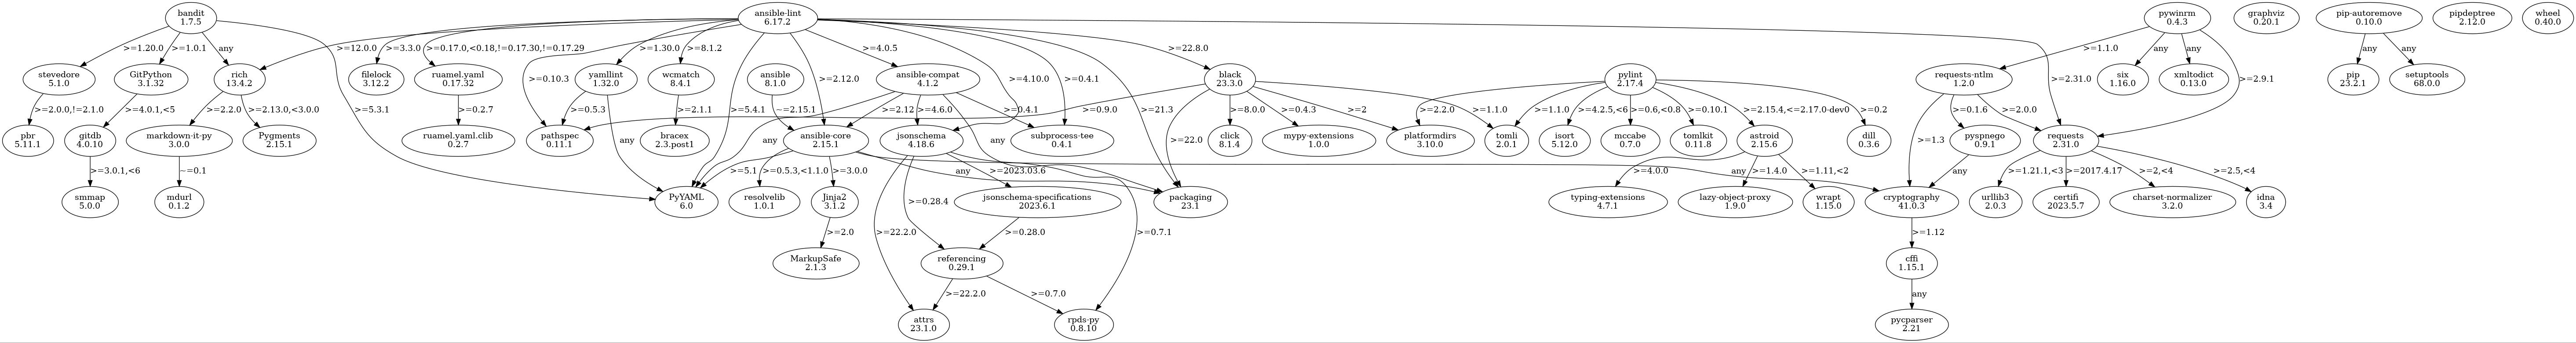 bandit
1.7.5
ansible-lint
6.17.2
pywinrm
0.4.3
graphviz
0.20.1
pip-autoremove
0.10.0
pipdeptree
2.12.0
wheel
0.40.0
>=1.20.0
>=1.0.1
any
>=12.0.0
>=3.3.0
>=0.17.0,<0.18,!=0.17.30,!=0.17.29
>=1.30.0
>=8.1.2
>=4.0.5
>=22.8.0
>=1.1.0
any
any
any
any
stevedore
5.1.0
GitPython
3.1.32
rich
13.4.2
filelock
3.12.2
ruamel.yaml
0.17.32
>=0.10.3
yamllint
1.32.0
wcmatch
8.4.1
ansible
8.1.0
>=2.12.0
ansible-compat
4.1.2
>=4.10.0
>=0.4.1
black
23.3.0
pylint
2.17.4
requests-ntlm
1.2.0
>=2.31.0
six
1.16.0
xmltodict
0.13.0
>=2.9.1
pip
23.2.1
setuptools
68.0.0
>=2.0.0,!=2.1.0
>=4.0.1,<5
>=2.2.0
>=2.13.0,<3.0.0
>=5.3.1
>=0.2.7
>=0.5.3
>=2.1.1
>=5.4.1
~=2.15.1
>=2.12
>=4.6.0
>=0.4.1
>=0.9.0
>=21.3
>=8.0.0
>=0.4.3
>=2
>=1.1.0
>=2.2.0
>=1.1.0
>=4.2.5,<6
>=0.6,<0.8
>=0.10.1
>=2.15.4,<=2.17.0-dev0
>=0.2
>=0.1.6
>=2.0.0
pbr
5.11.1
gitdb
4.0.10
markdown-it-py
3.0.0
Pygments
2.15.1
ruamel.yaml.clib
0.2.7
pathspec
0.11.1
any
bracex
2.3.post1
any
ansible-core
2.15.1
jsonschema
4.18.6
any
subprocess-tee
0.4.1
>=22.0
click
8.1.4
mypy-extensions
1.0.0
platformdirs
3.10.0
tomli
2.0.1
isort
5.12.0
mccabe
0.7.0
tomlkit
0.11.8
astroid
2.15.6
dill
0.3.6
>=1.3
pyspnego
0.9.1
requests
2.31.0
>=3.0.1,<6
~=0.1
>=5.1
>=0.5.3,<1.1.0
>=3.0.0
any
>=2023.03.6
>=4.0.0
>=1.4.0
any
>=1.11,<2
any
>=1.21.1,<3
>=2017.4.17
>=2,<4
>=2.5,<4
smmap
5.0.0
mdurl
0.1.2
PyYAML
6.0
resolvelib
1.0.1
Jinja2
3.1.2
>=0.28.4
jsonschema-specifications
2023.6.1
packaging
23.1
typing-extensions
4.7.1
lazy-object-proxy
1.9.0
wrapt
1.15.0
cryptography
41.0.3
urllib3
2.0.3
certifi
2023.5.7
charset-normalizer
3.2.0
idna
3.4
>=2.0
>=22.2.0
>=0.28.0
>=0.7.1
>=1.12
MarkupSafe
2.1.3
referencing
0.29.1
cffi
1.15.1
>=22.2.0
>=0.7.0
any
attrs
23.1.0
rpds-py
0.8.10
pycparser
2.21